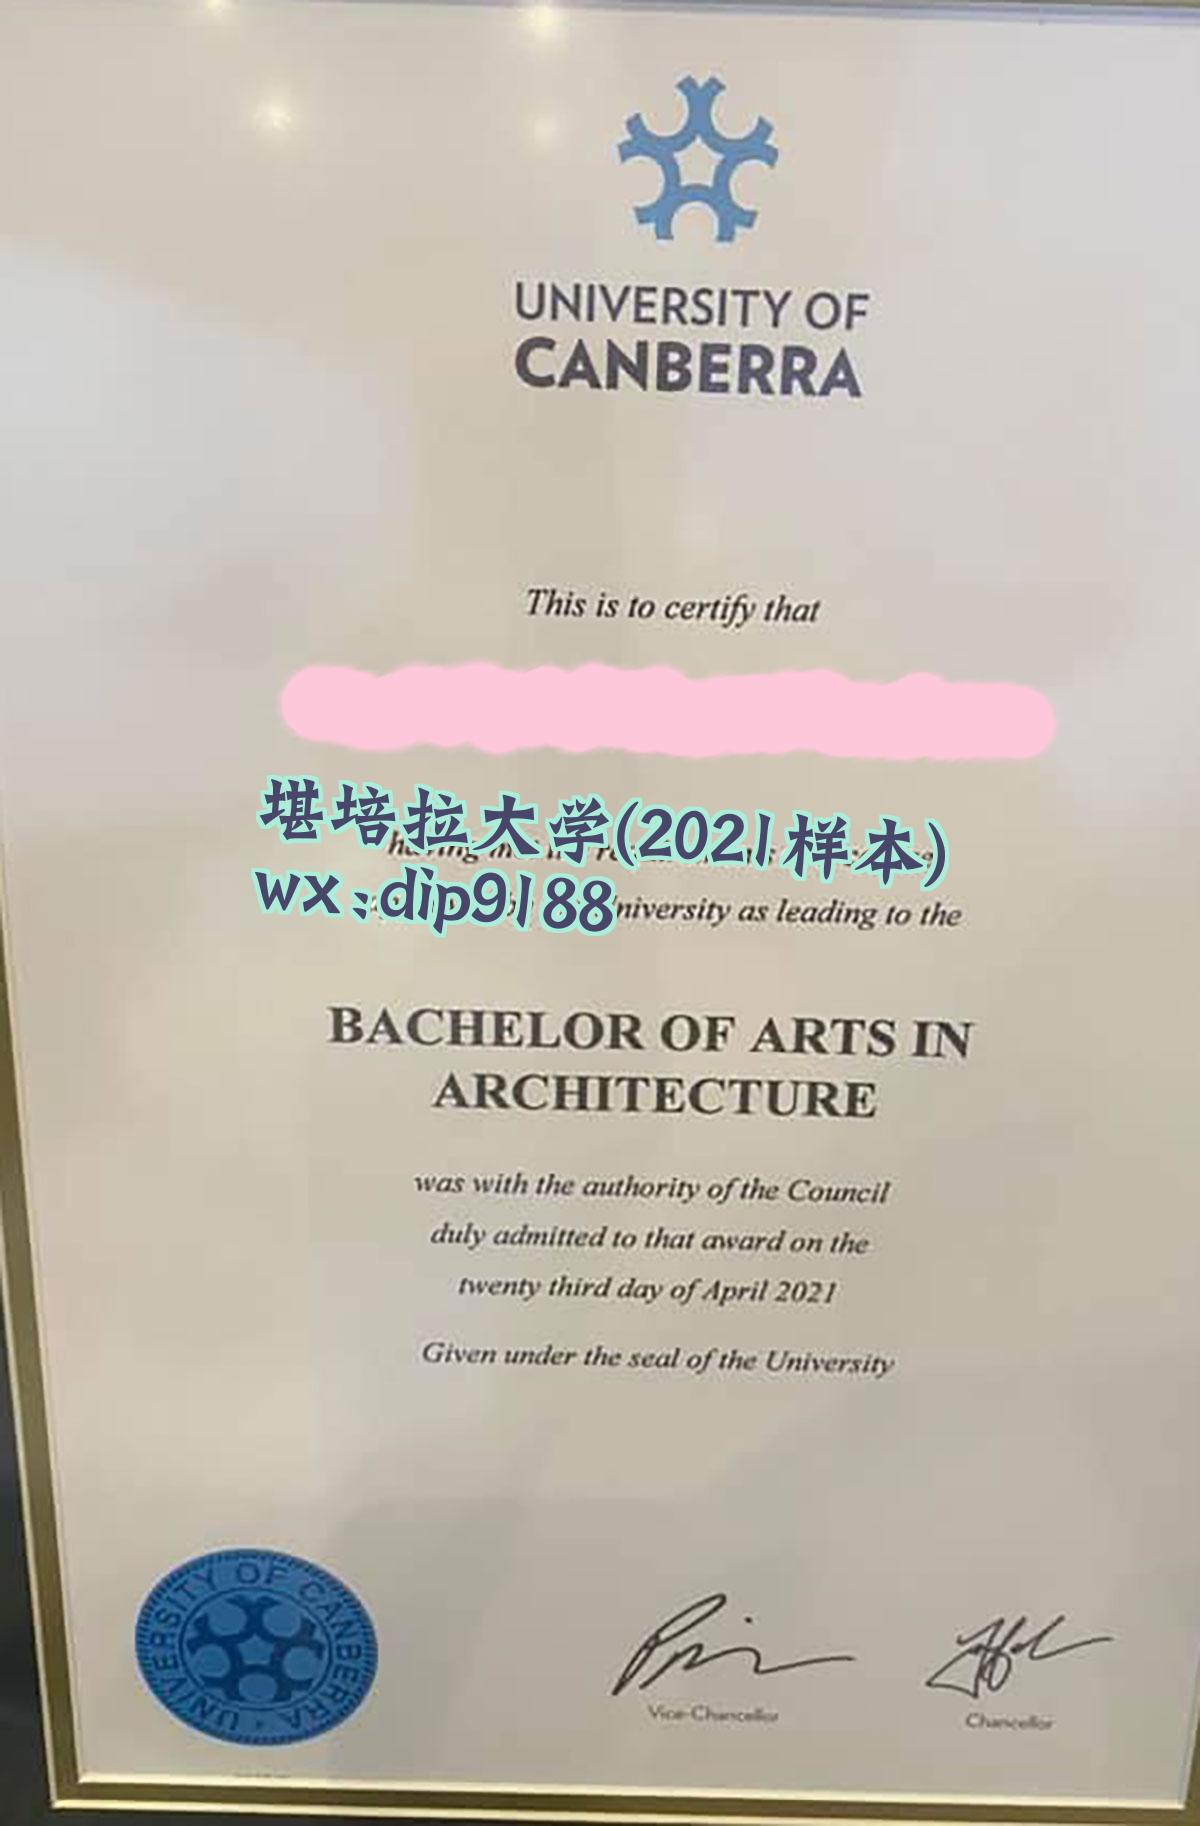 UNIVERSITY OF
CANBERRA
This is to certify that
堪培拉大学(2021样本)
having
wx:dip9188
University as leading to the
BACHELOR OF ARTS IN
ARCHITECTURE
was with the authority of the Council
duly admitted to that award on the
twenty third day of April 2021
Given under the seal of the University
UNIVERSITY OF CANBERRA
Vice-Chancellor
Chancellor